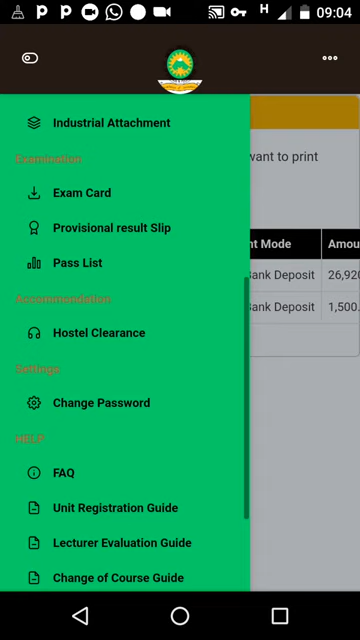 H 09:04
Industrial Attachment
Examination
want to print
Exam Card
Provisional result Slip
nt Mode Amou
Pass List
Bank Deposit 26,920
Accommodation
Bank Deposit 1,500.
Hostel Clearance
Settings
Change Password
HELP
FAQ
Unit Registration Guide
Lecturer Evaluation Guide
Change of Course Guide